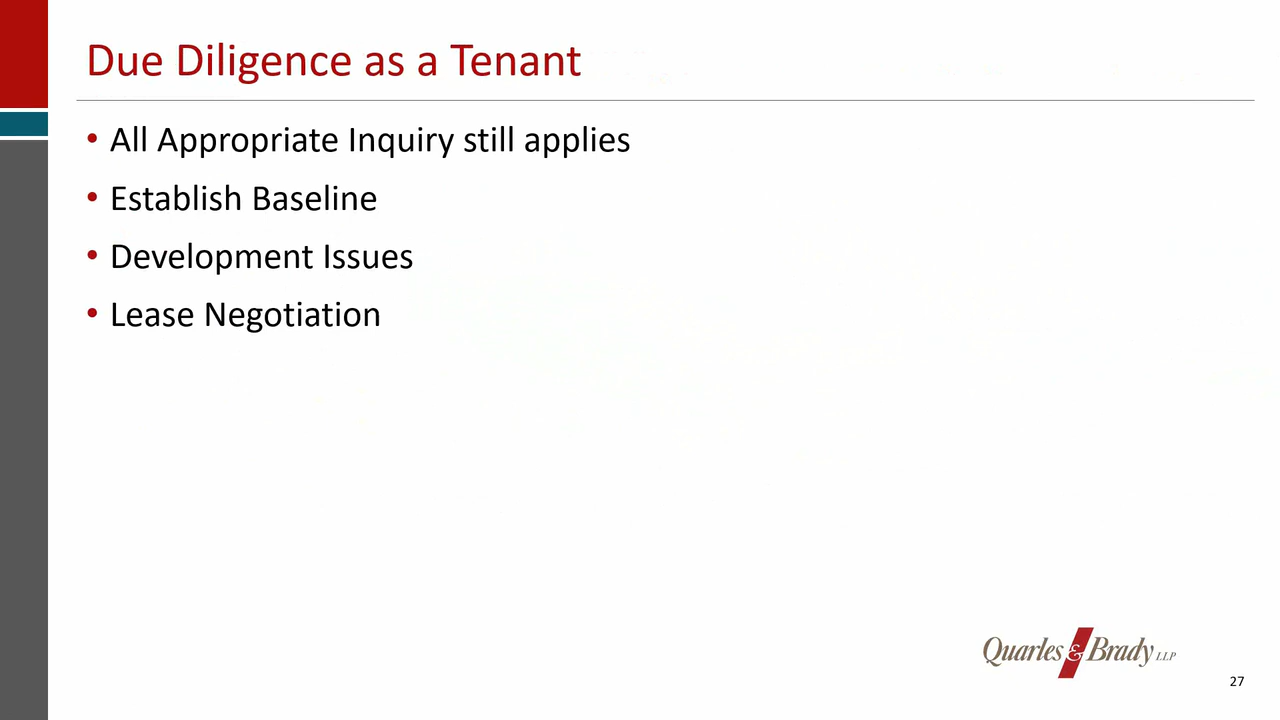 Due Diligence as a Tenant
• All Appropriate Inquiry still applies
• Establish Baseline
• Development Issues
• Lease Negotiation
Quarles & Brady LLP
27